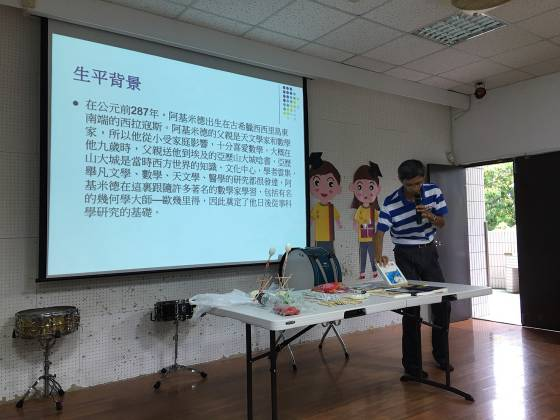 生平背景
在公元前287年，阿基米德出生在古希臘西西里島東
南端的西拉寇斯。阿基米德的父親是天文學家和數學
家，所以他從小受家庭影響，十分喜愛數學。大概在
他九歲時，父親送他到埃及的亞歷山大城唸書，亞歷
山大城是當時西方世界的知識、文化中心，學者雲集，
舉凡文學、數學、天文學、醫學的研究都很發達，阿
基米德在這裏跟隨許多著名的數學家學習，包括有名
的幾何學大師—歐幾里得，因此奠定了他日後從事科
學研究的基礎。